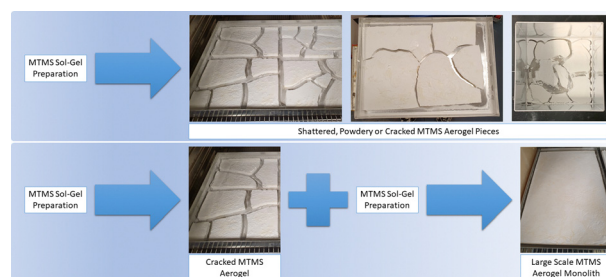 MTMS Sol-Gel
Preparation
Shattered, Powdery or Cracked MTMS Aerogel Pieces
MTMS Sol-Gel
Preparation
MTMS Sol-Gel
Preparation
Cracked MTMS
Aerogel
Large Scale MTMS
Aerogel Monolith